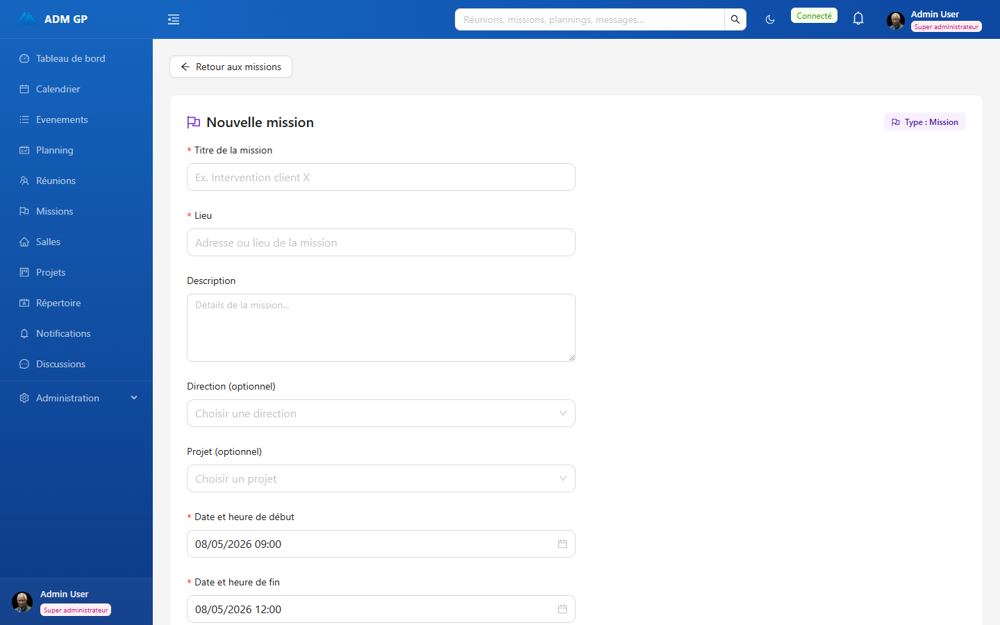 ADM GP
Réunions, missions, plannings, messages...
Connecté
Admin User
Super administrateur
Tableau de bord
Calendrier
Evenements
Planning
Réunions
Missions
Salles
Projets
Répertoire
Notifications
Discussions
Administration
Admin User
Super administrateur
Retour aux missions
Nouvelle mission
Type : Mission
* Titre de la mission
Ex. Intervention client X
* Lieu
Adresse ou lieu de la mission
Description
Détails de la mission...
Direction (optionnel)
Choisir une direction
Projet (optionnel)
Choisir un projet
* Date et heure de début
08/05/2026 09:00
* Date et heure de fin
08/05/2026 12:00